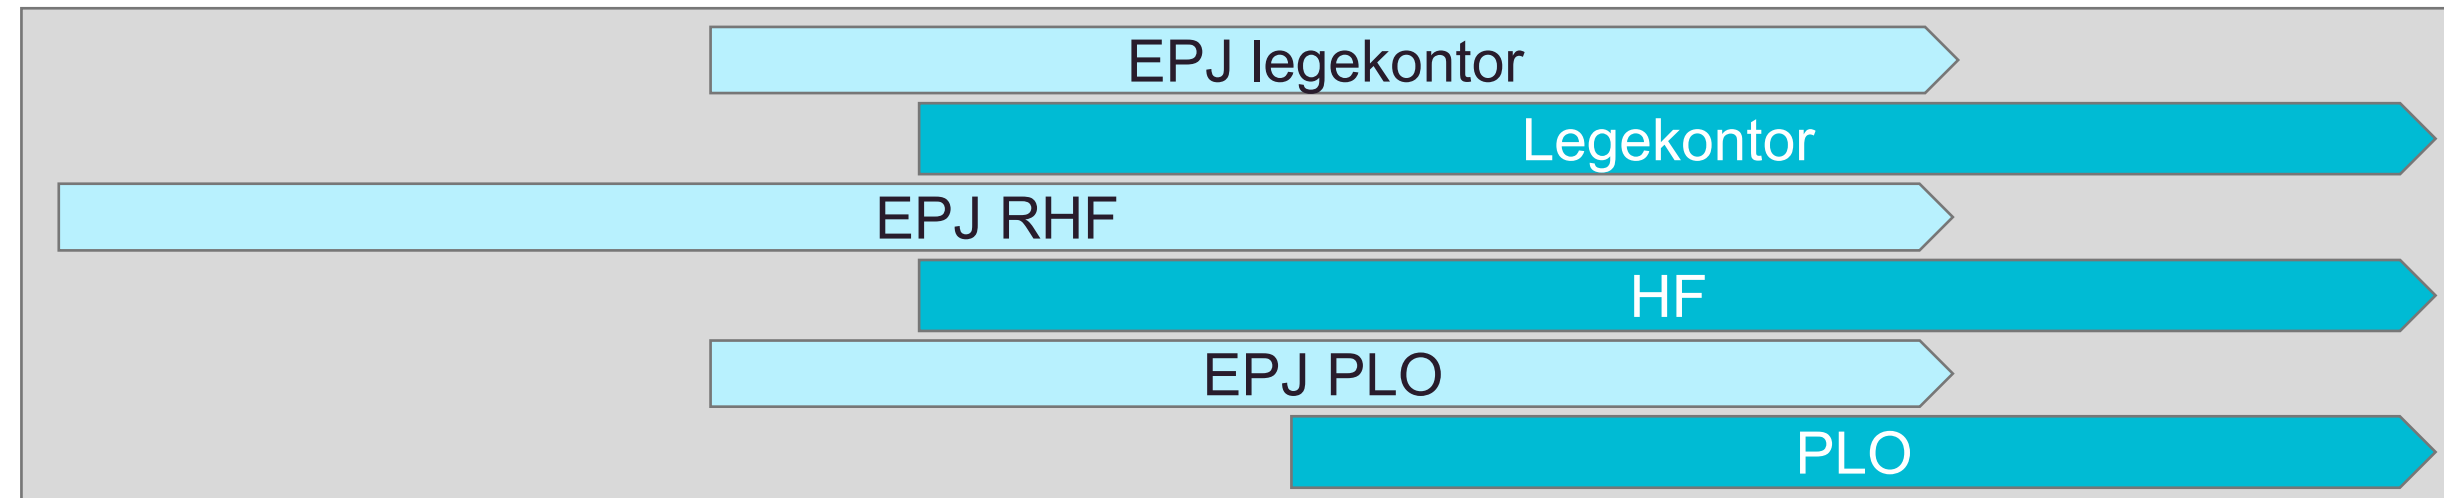 EPJ legekontor
Legekontor
EPJ RHF
HF
EPJ PLO
PLO